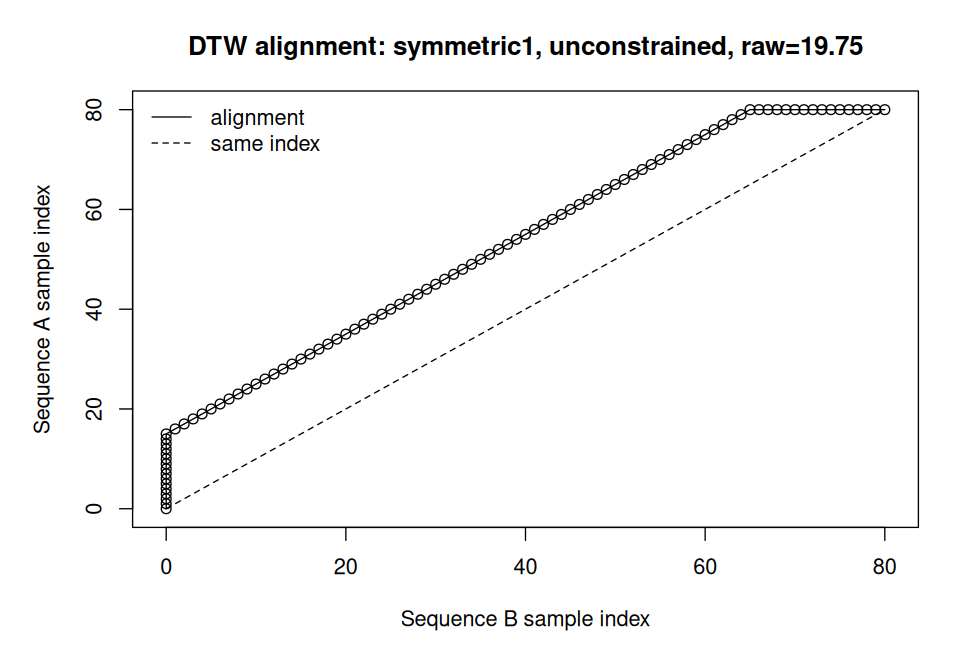 DTW alignment: symmetric1, unconstrained, raw=19.75
alignment
same index
80
60
40
20
0
Sequence A sample index
0 20 40 60 80
Sequence B sample index